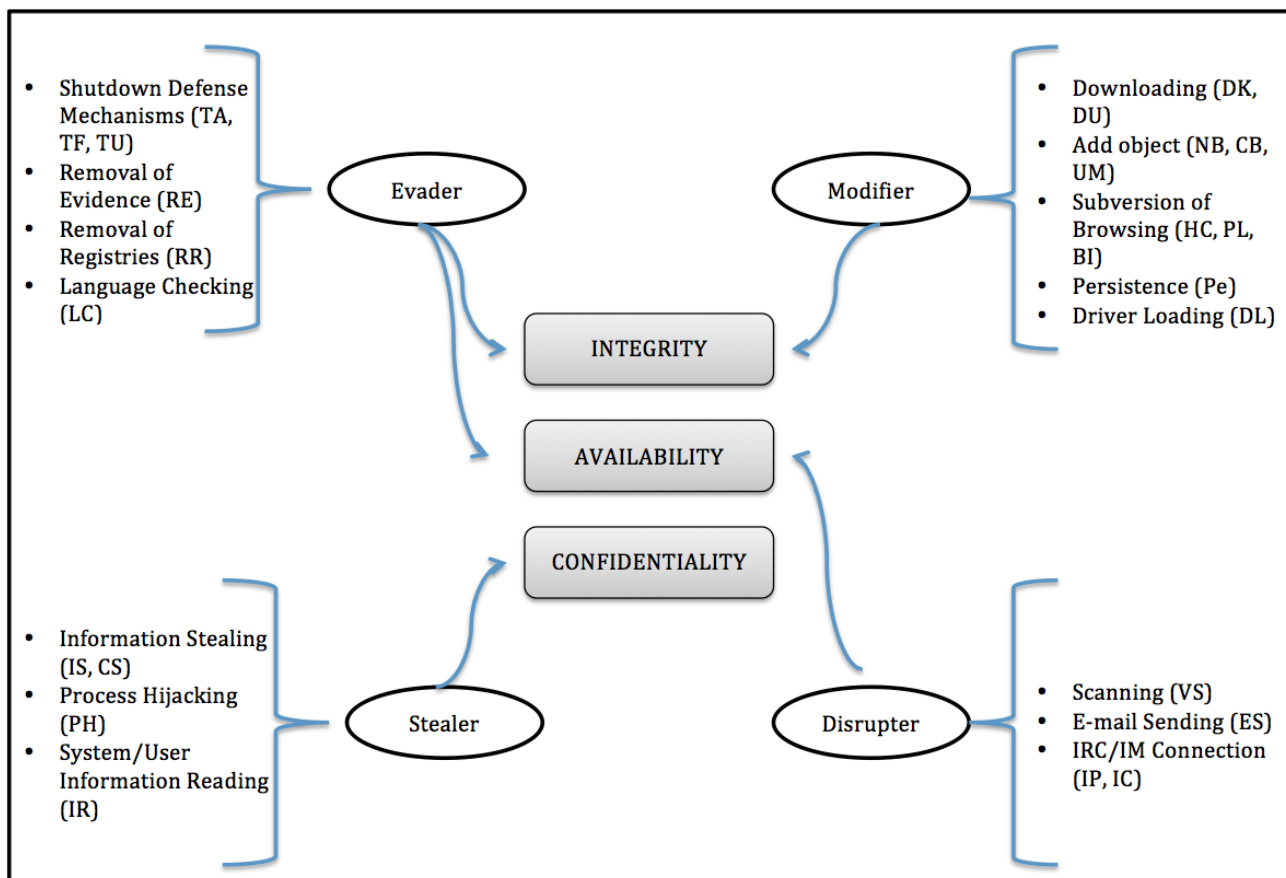 Shutdown Defense
Mechanisms (TA,
TF, TU)
Removal of
Evidence (RE)
Removal of
Registries (RR)
Language Checking
(LC)
Evader
Modifier
Downloading (DK,
DU)
Add object (NB, CB,
UM)
Subversion of
Browsing (HC, PL,
BI)
Persistence (Pe)
Driver Loading (DL)
INTEGRITY
AVAILABILITY
CONFIDENTIALITY
Information Stealing
(IS, CS)
Process Hijacking
(PH)
System/User
Information Reading
(IR)
Stealer
Disrupter
Scanning (VS)
E-mail Sending (ES)
IRC/IM Connection
(IP, IC)